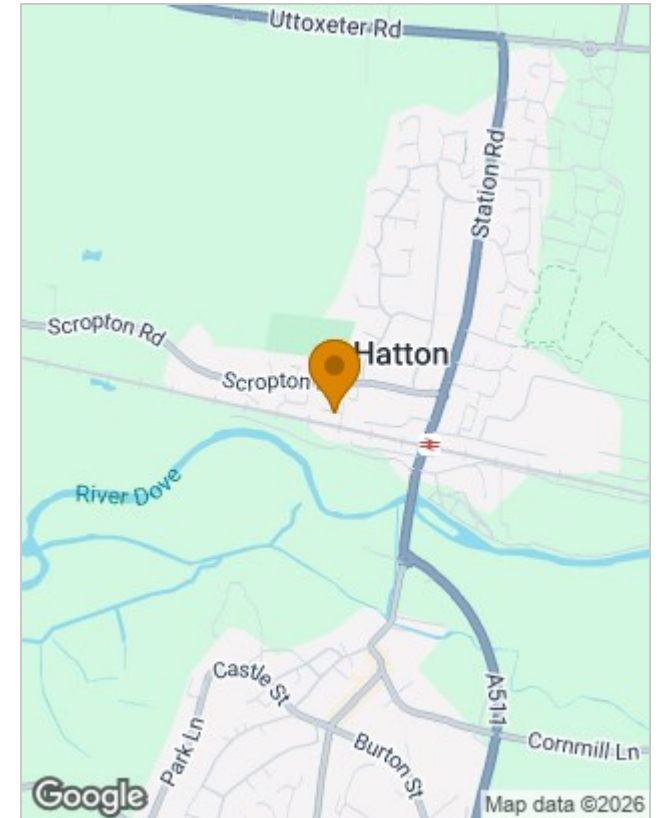 Uttoxeter Rd
Station Rd
Scropton Rd
Hatton
Scropton
River Dove
Castle St
Park Ln
Burton St
A511
Cornmill Ln
Google
Map data ©2026